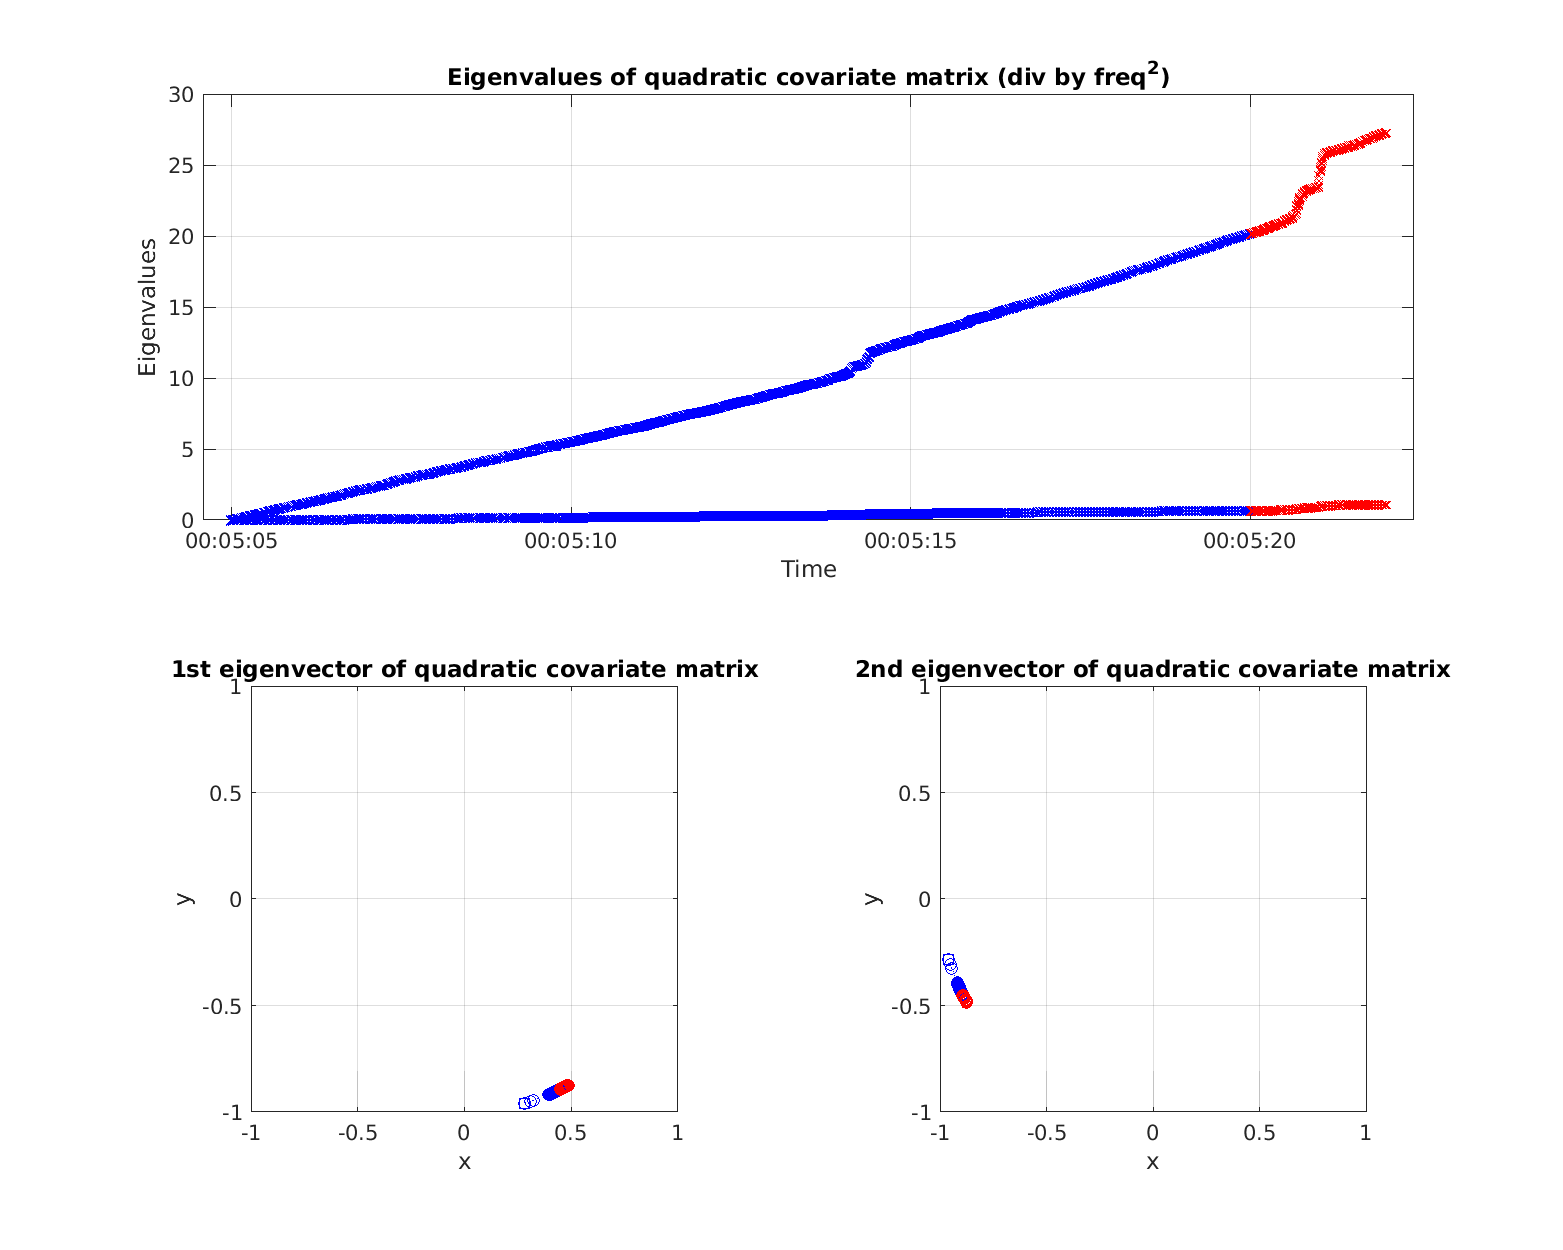 Eigenvalues of quadratic covariate matrix (div by freq²)
30
25
20
15
10
5
0
Eigenvalues
00:05:05 00:05:10 00:05:15 00:05:20
Time
1st eigenvector of quadratic covariate matrix
1
0.5
0
-0.5
-1
y
-1 -0.5 0 0.5 1
x
2nd eigenvector of quadratic covariate matrix
1
0.5
0
-0.5
-1
y
-1 -0.5 0 0.5 1
x